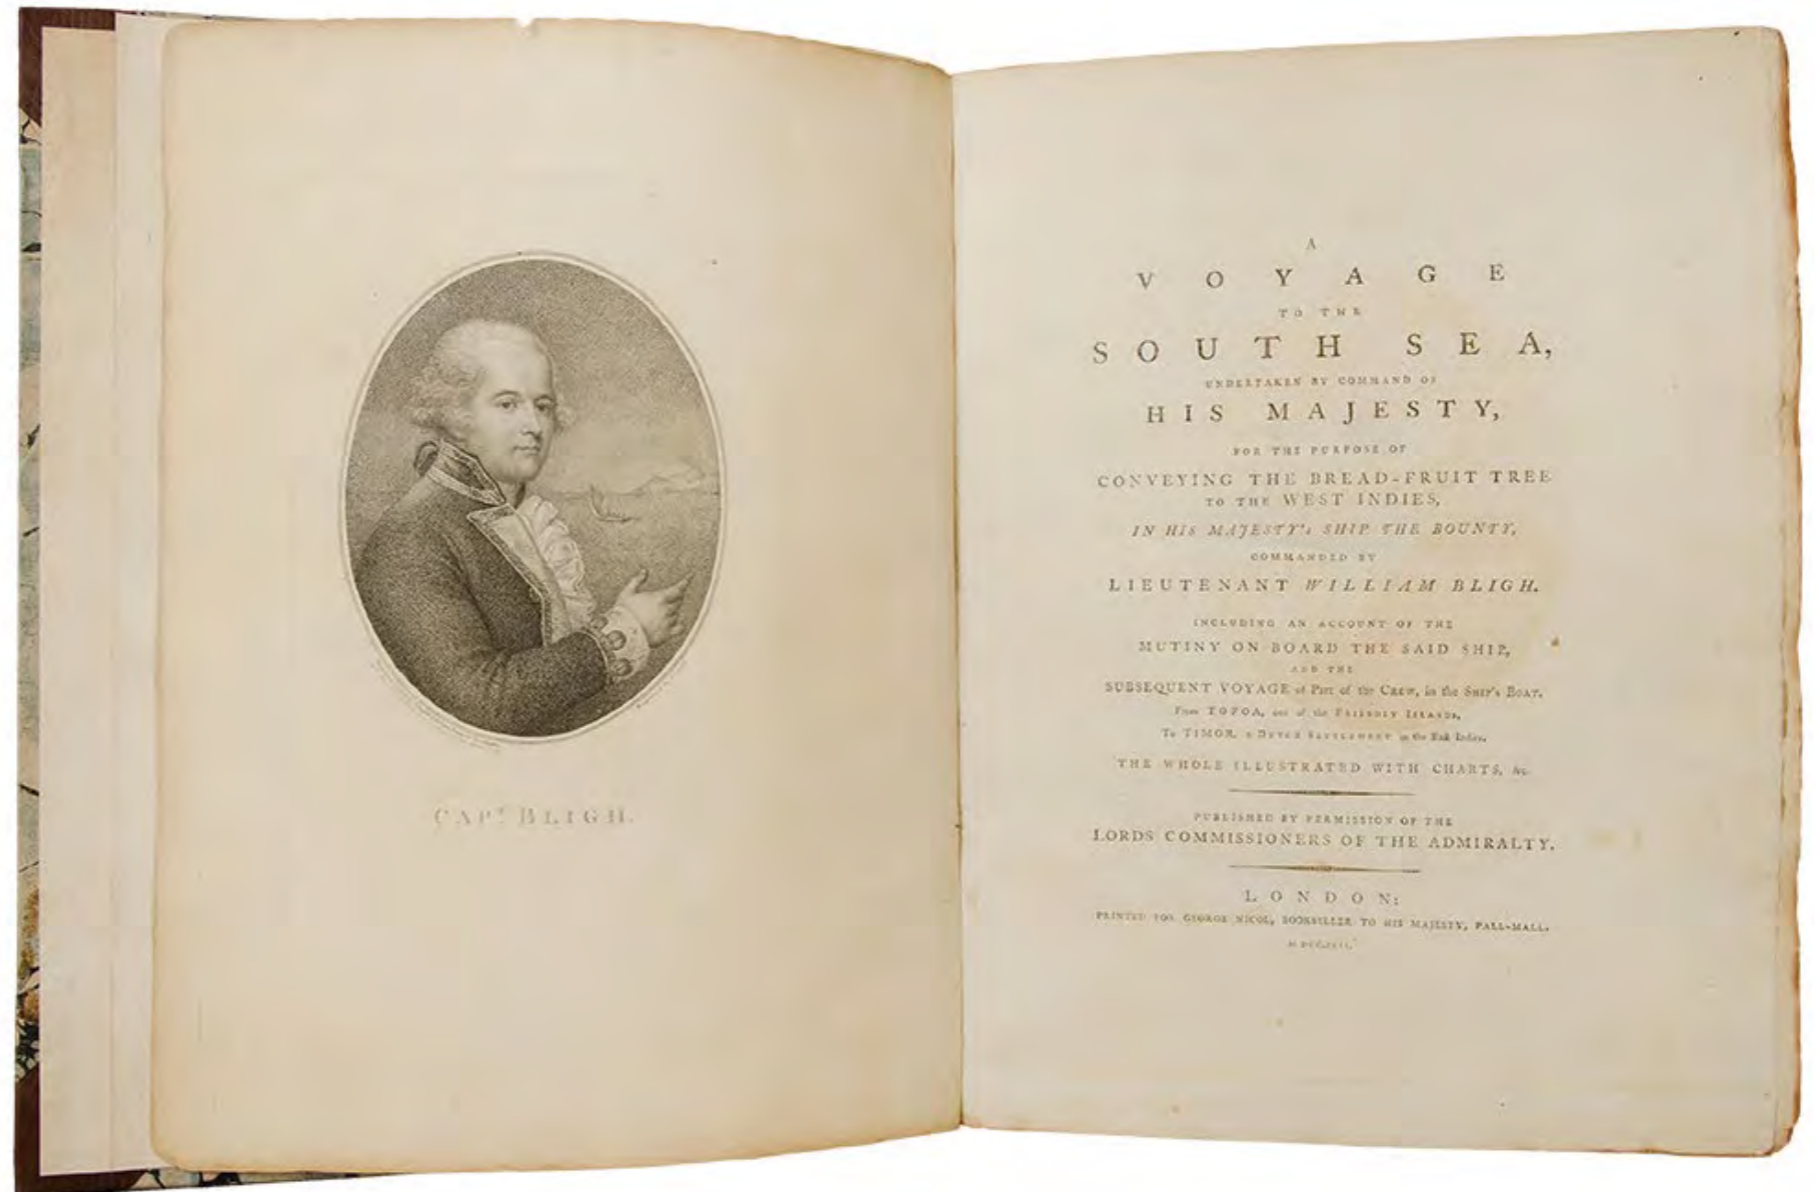 CAPT. BLIGH.
A
VOYAGE
TO THE
SOUTH SEA,
UNDERTAKEN BY COMMAND OF
HIS MAJESTY,
FOR THE PURPOSE OF
CONVEYING THE BREAD-FRUIT TREE
TO THE WEST INDIES,
IN HIS MAJESTY's SHIP THE BOUNTY,
COMMANDED BY
LIEUTENANT WILLIAM BLIGH.
INCLUDING AN ACCOUNT OF THE
MUTINY ON BOARD THE SAID SHIP,
AND THE
SUBSEQUENT VOYAGE of Part of the CREW, in the SHIP's BOAT,
From TOFOA, one of the FRIENDLY ISLANDS,
To TIMOR, a DUTCH SETTLEMENT in the East Indies.
THE WHOLE ILLUSTRATED WITH CHARTS, &c.
PUBLISHED BY PERMISSION OF THE
LORDS COMMISSIONERS OF THE ADMIRALTY.
LONDON:
PRINTED FOR GEORGE NICOL, BOOKSELLER TO HIS MAJESTY, PALL-MALL.
M.DCC.XCII.